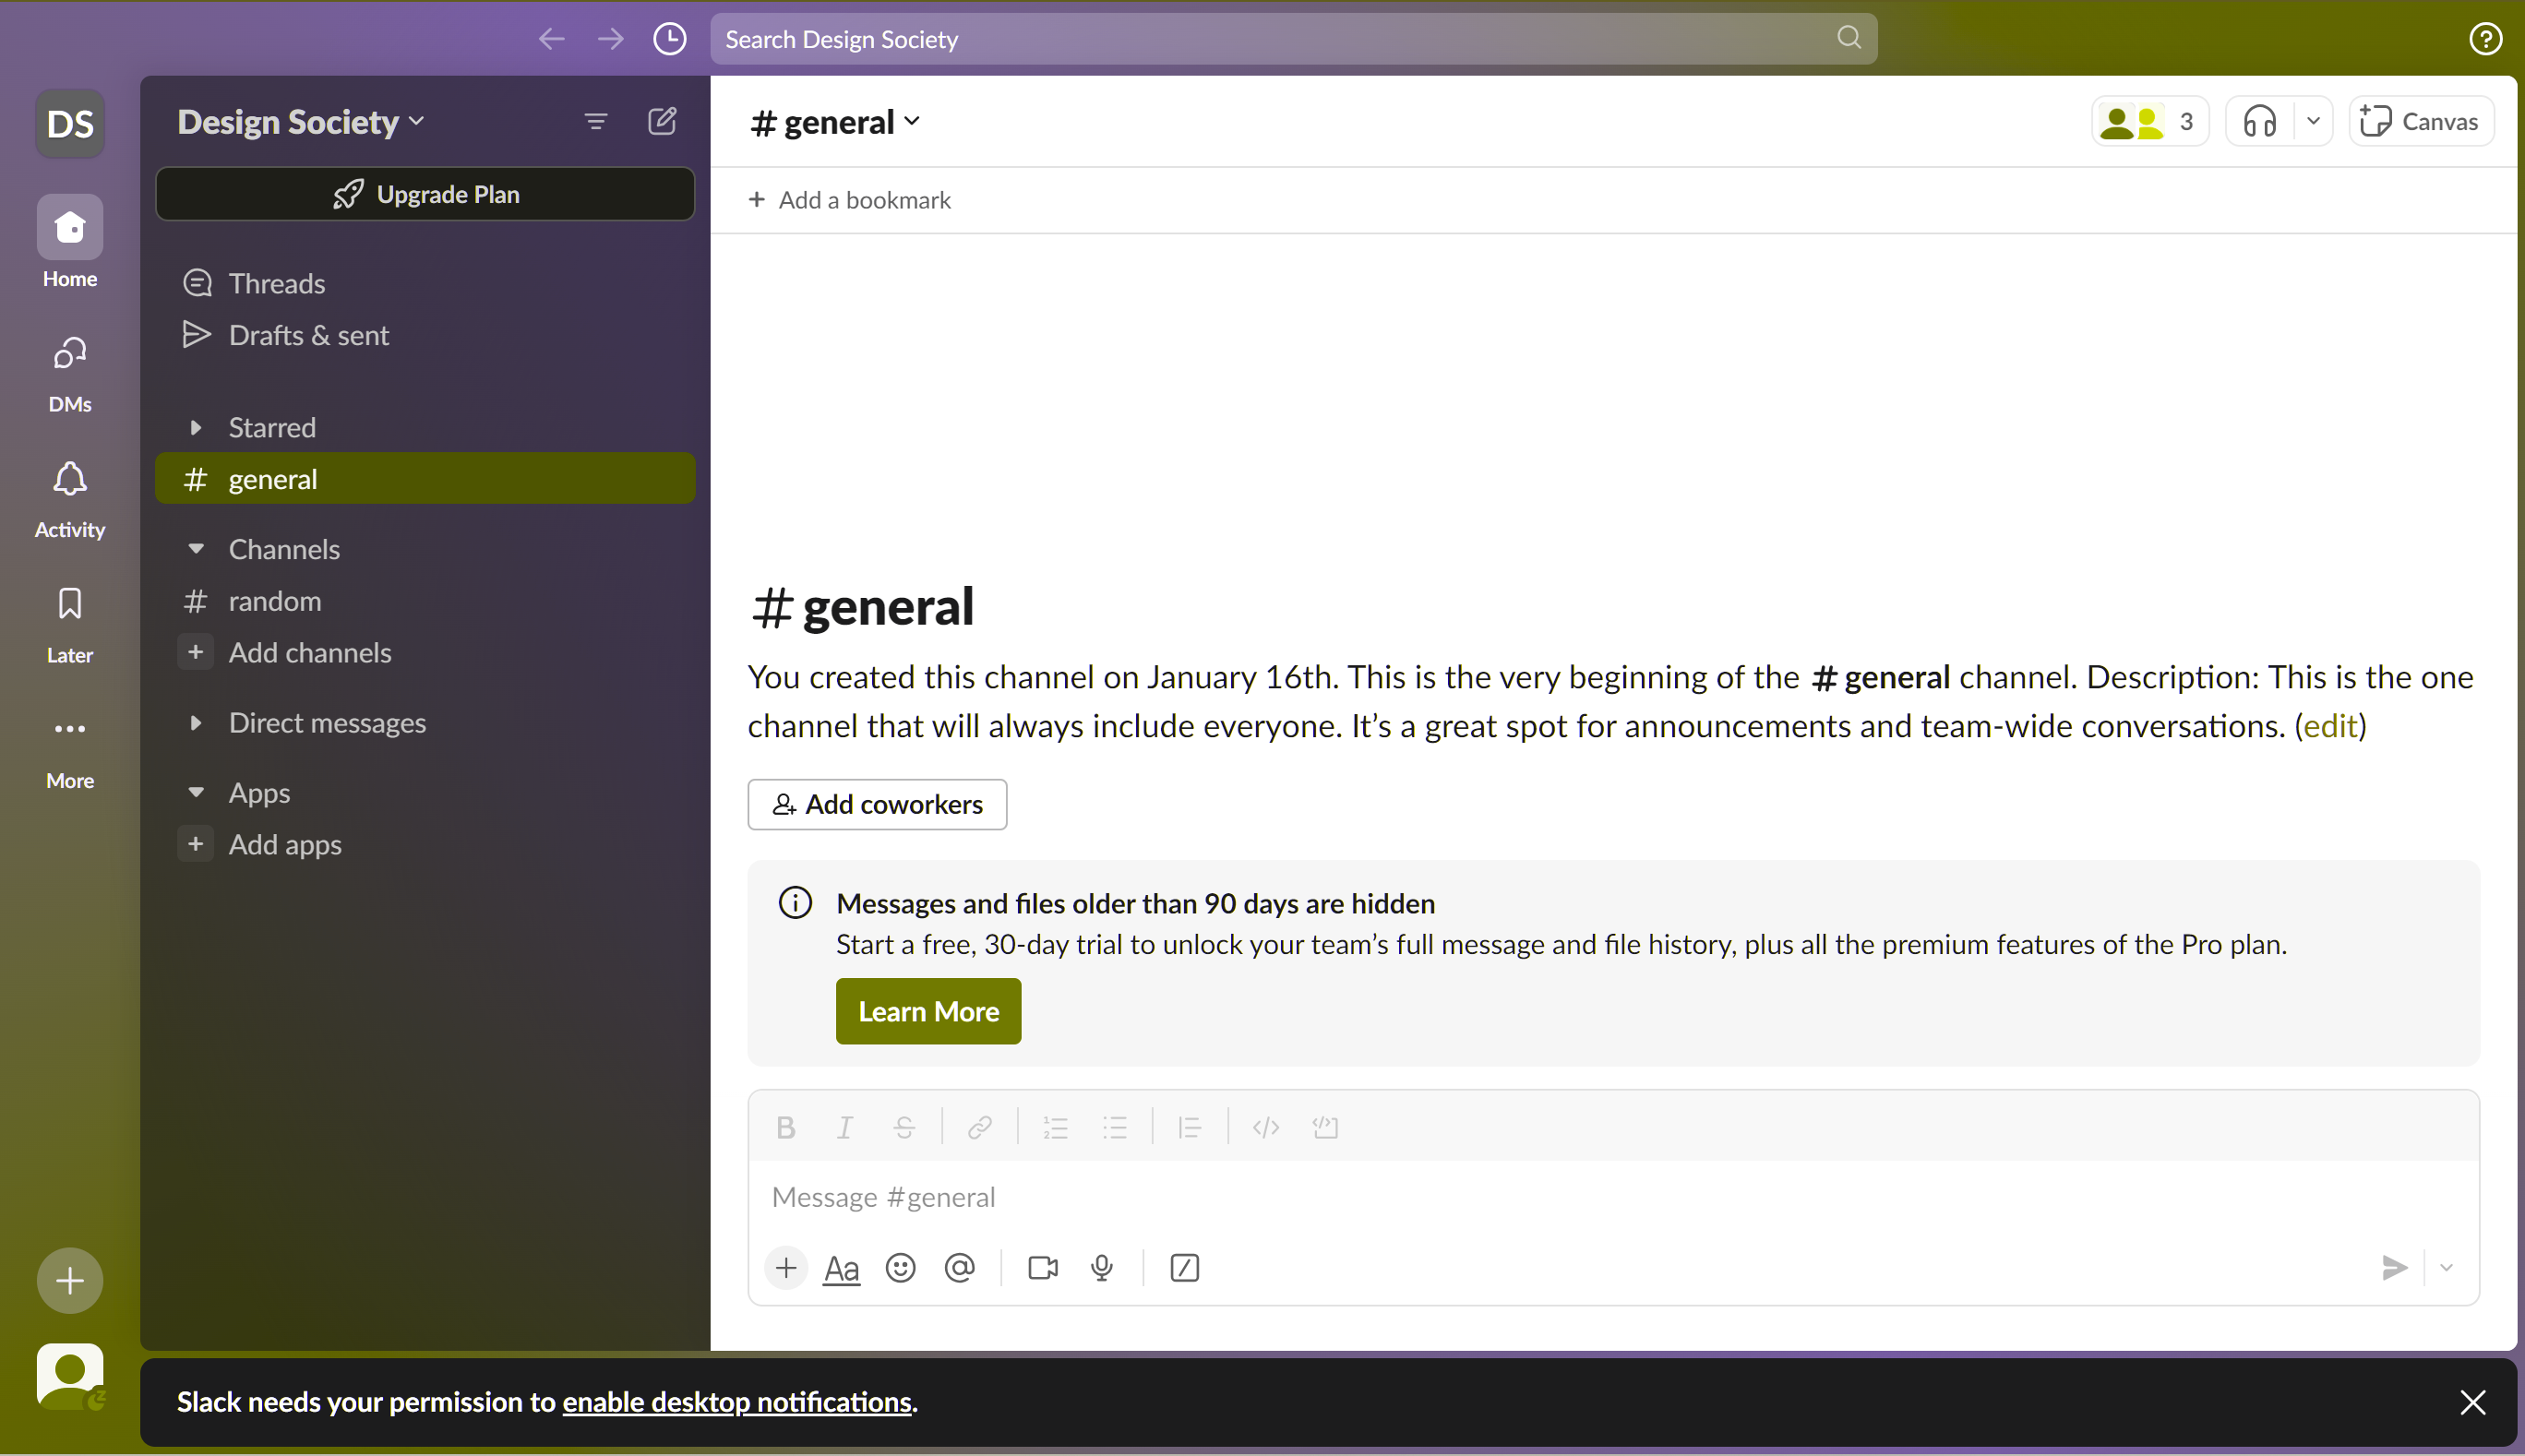 Search Design Society
DS
Home
DMs
Activity
Later
More
Design Society
Upgrade Plan
Threads
Drafts & sent
Starred
# general
Channels
# random
+ Add channels
Direct messages
Apps
+ Add apps
# general
3
Canvas
+ Add a bookmark
# general
You created this channel on January 16th. This is the very beginning of the # general channel. Description: This is the one
channel that will always include everyone. It’s a great spot for announcements and team-wide conversations. (edit)
Add coworkers
Messages and files older than 90 days are hidden
Start a free, 30-day trial to unlock your team’s full message and file history, plus all the premium features of the Pro plan.
Learn More
Message #general
Aa
Slack needs your permission to enable desktop notifications.